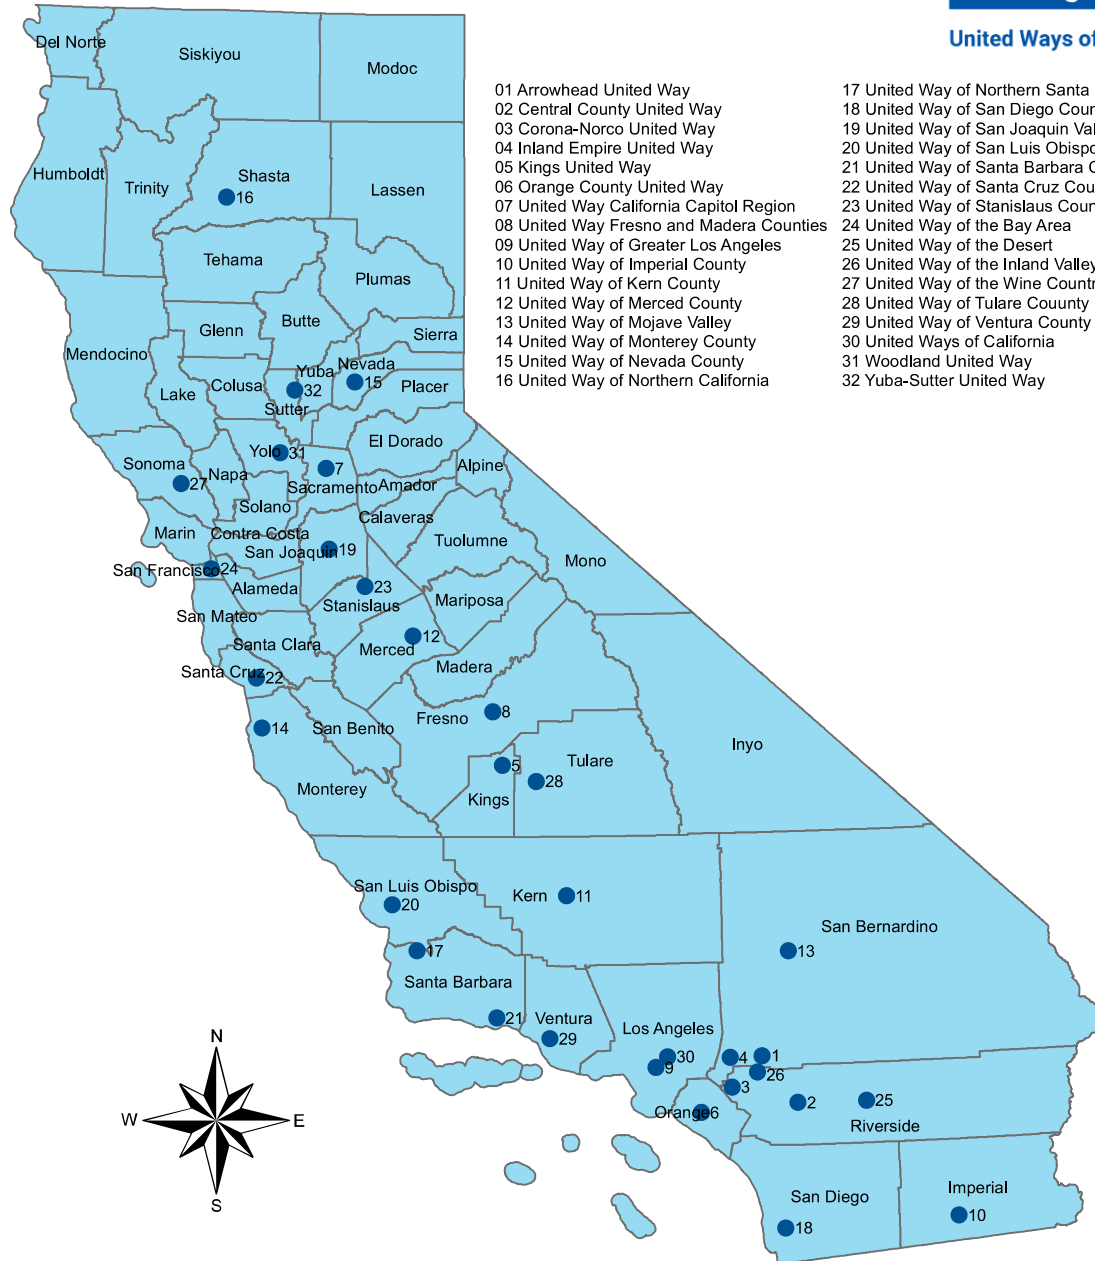 United Ways of
01 Arrowhead United Way
02 Central County United Way
03 Corona-Norco United Way
04 Inland Empire United Way
05 Kings United Way
06 Orange County United Way
07 United Way California Capitol Region
08 United Way Fresno and Madera Counties
09 United Way of Greater Los Angeles
10 United Way of Imperial County
11 United Way of Kern County
12 United Way of Merced County
13 United Way of Mojave Valley
14 United Way of Monterey County
15 United Way of Nevada County
16 United Way of Northern California
17 United Way of Northern Santa
18 United Way of San Diego Coun
19 United Way of San Joaquin Val
20 United Way of San Luis Obispo
21 United Way of Santa Barbara C
22 United Way of Santa Cruz Cou
23 United Way of Stanislaus Coun
24 United Way of the Bay Area
25 United Way of the Desert
26 United Way of the Inland Valley
27 United Way of the Wine Countr
28 United Way of Tulare Couunty
29 United Way of Ventura County
30 United Ways of California
31 Woodland United Way
32 Yuba-Sutter United Way
Del Norte
Siskiyou
Modoc
Humboldt
Trinity
Shasta
16
Lassen
Tehama
Plumas
Glenn
Butte
Sierra
Mendocino
Lake
Colusa
Yuba
32
Sutter
Nevada
15
Placer
El Dorado
Yolo
31
7
Sacramento
Amador
Alpine
Sonoma
27
Napa
Solano
Calaveras
Marin
Contra Costa
San Joaquin
19
Tuolumne
Mono
San Francisco
24
Alameda
23
Stanislaus
Mariposa
San Mateo
Santa Clara
Merced
12
Santa Cruz
22
Madera
14
San Benito
Fresno
8
Inyo
Monterey
5
Kings
28
Tulare
San Luis Obispo
20
Kern
11
San Bernardino
13
17
Santa Barbara
21
Ventura
29
Los Angeles
30
9
4
1
26
3
Orange
6
2
25
Riverside
San Diego
18
Imperial
10
N
W
E
S